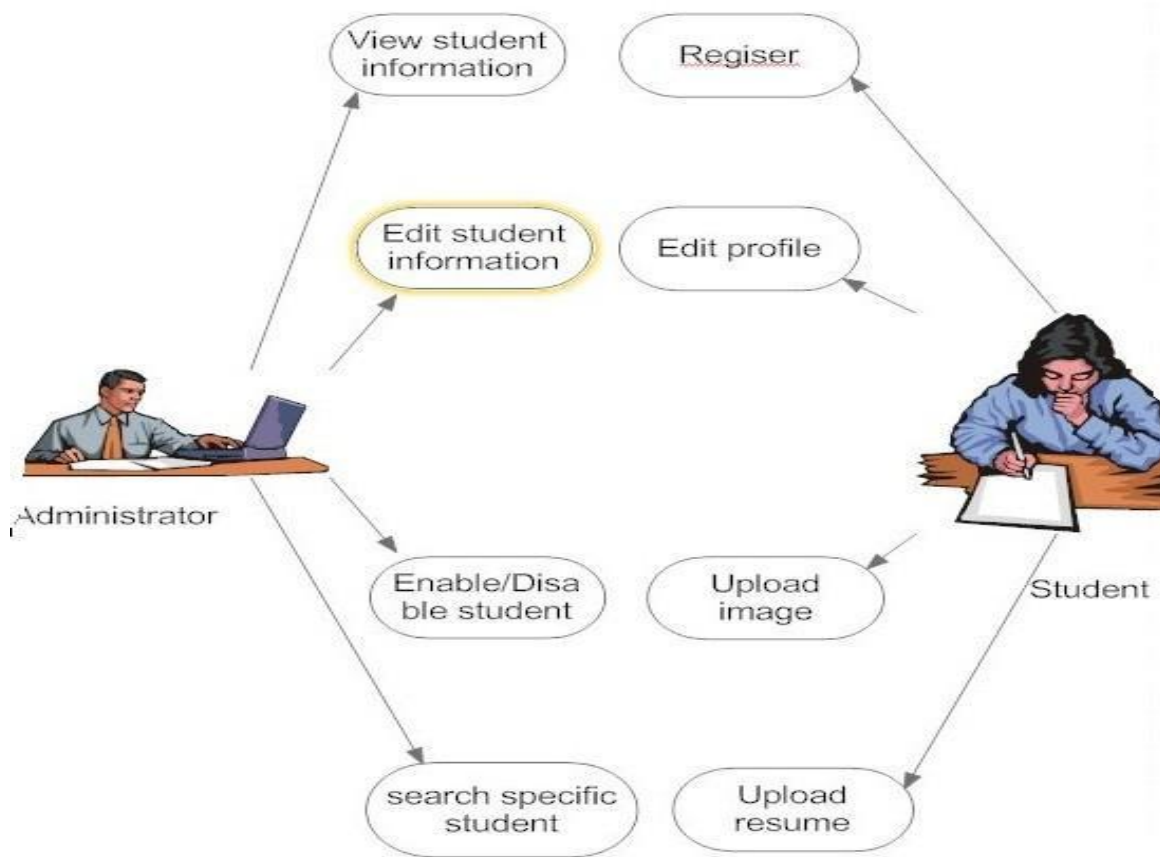 View student
information
Regiser
Edit student
information
Edit profile
Administrator
Student
Enable/Disa
ble student
Upload
image
search specific
student
Upload
resume